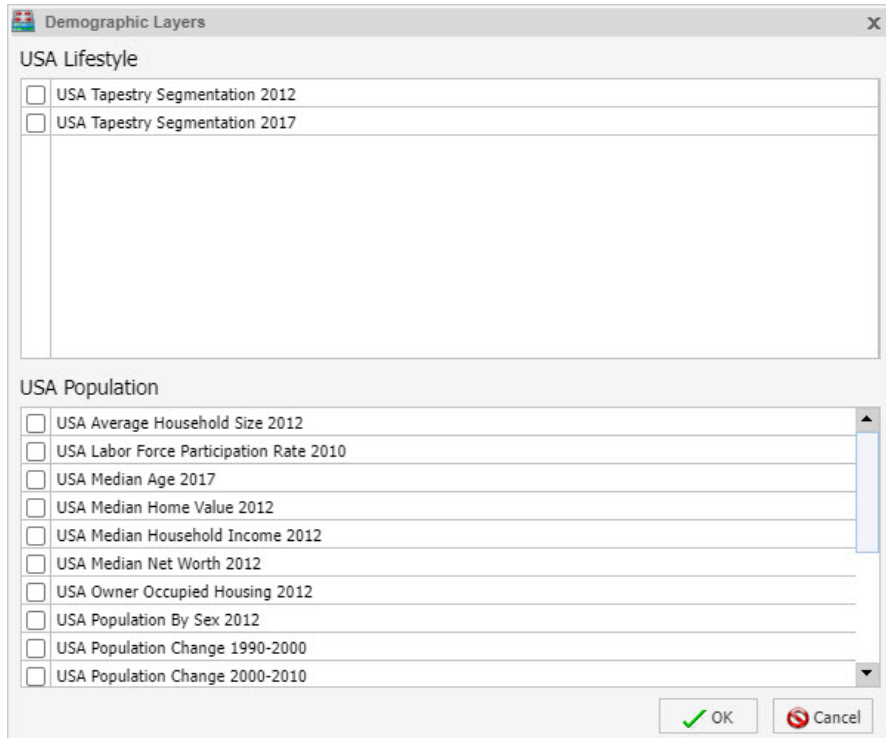 Demographic Layers
X
USA Lifestyle
USA Tapestry Segmentation 2012
USA Tapestry Segmentation 2017
USA Population
USA Average Household Size 2012
USA Labor Force Participation Rate 2010
USA Median Age 2017
USA Median Home Value 2012
USA Median Household Income 2012
USA Median Net Worth 2012
USA Owner Occupied Housing 2012
USA Population By Sex 2012
USA Population Change 1990-2000
USA Population Change 2000-2010
OK
Cancel